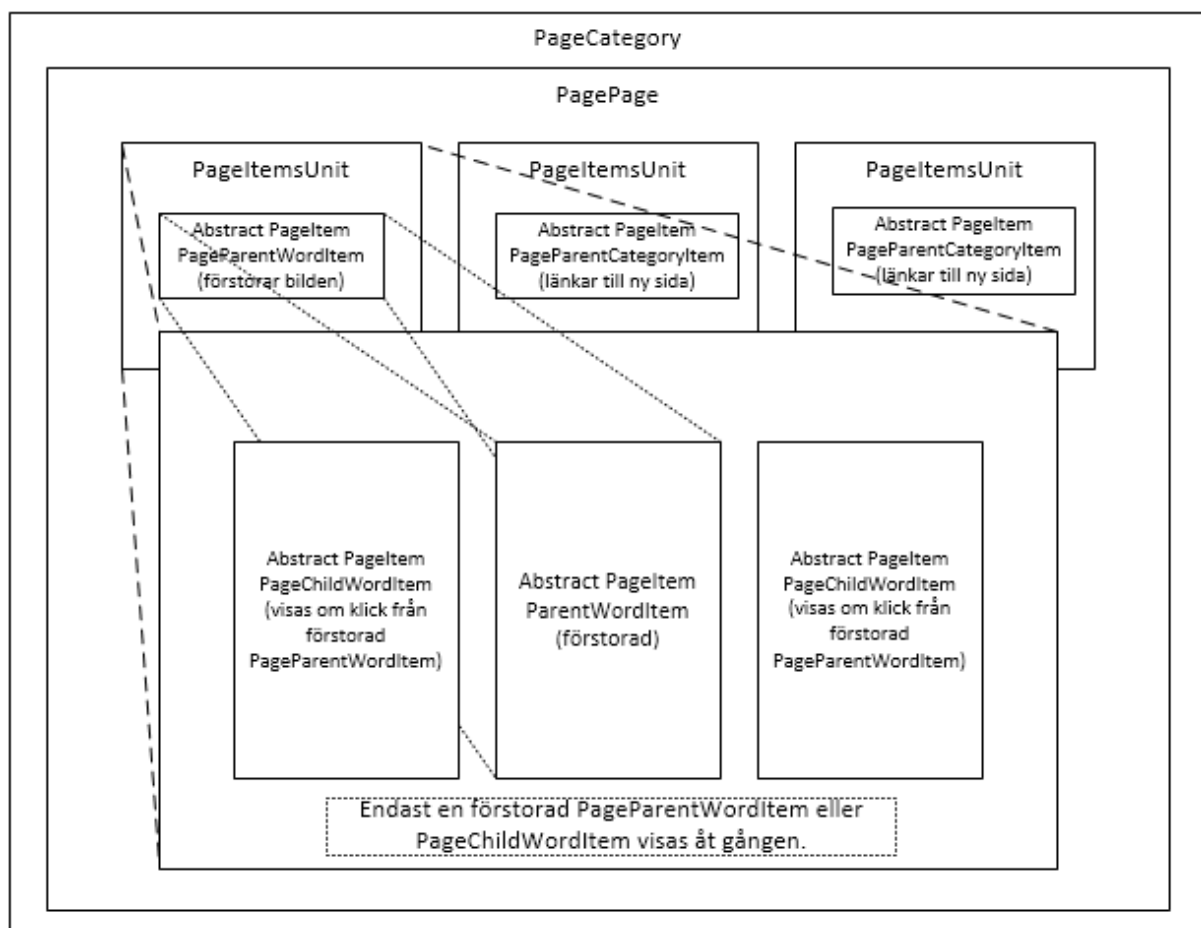 PageCategory
PagePage
PageItemsUnit
Abstract PageItem
PageParentWordItem
(förstorar bilden)
PageItemsUnit
Abstract PageItem
PageParentCategoryItem
(länkar till ny sida)
PageItemsUnit
Abstract PageItem
PageParentCategoryItem
(länkar till ny sida)
Abstract PageItem
PageChildWordItem
(visas om klick från
förstorad
PageParentWordItem)
Abstract PageItem
ParentWordItem
(förstorad)
Abstract PageItem
PageChildWordItem
(visas om klick från
förstorad
PageParentWordItem)
Endast en förstorad PageParentWordItem eller
PageChildWordItem visas åt gången.